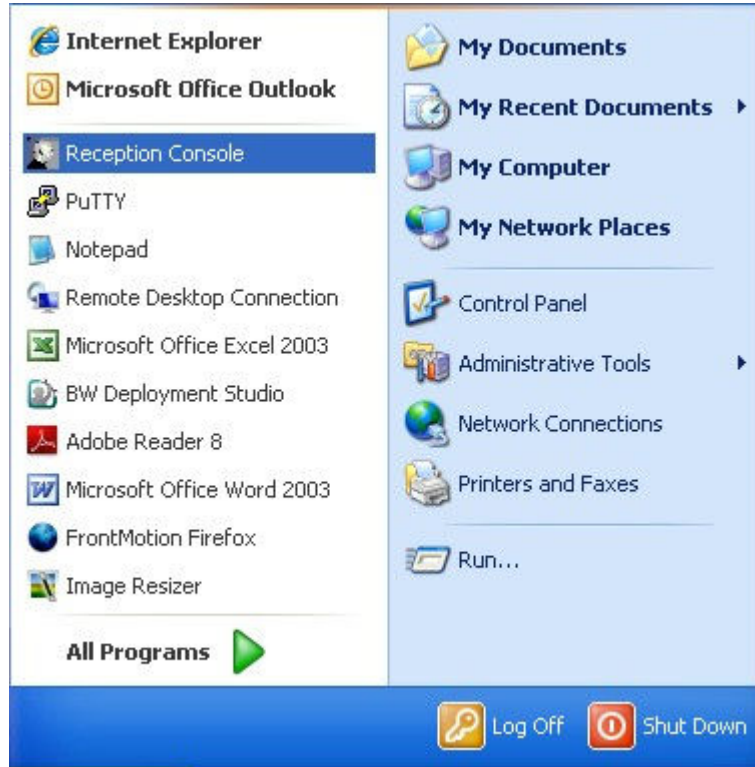 Internet Explorer
Microsoft Office Outlook
Reception Console
PuTTY
Notepad
Remote Desktop Connection
Microsoft Office Excel 2003
BW Deployment Studio
Adobe Reader 8
Microsoft Office Word 2003
FrontMotion Firefox
Image Resizer
All Programs
My Documents
My Recent Documents
My Computer
My Network Places
Control Panel
Administrative Tools
Network Connections
Printers and Faxes
Run...
Log Off
Shut Down